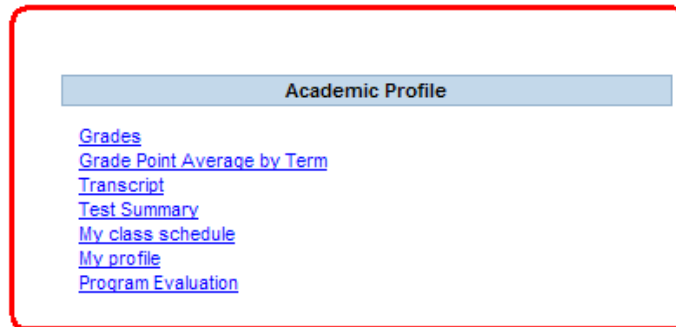 Academic Profile
Grades
Grade Point Average by Term
Transcript
Test Summary
My class schedule
My profile
Program Evaluation